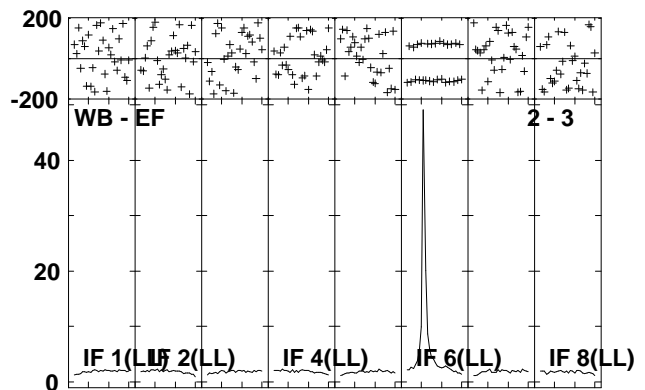 200
-200
WB - EF 2 - 3
40
20
0
IF 1(LL) IF 2(LL) IF 4(LL) IF 6(LL) IF 8(LL)